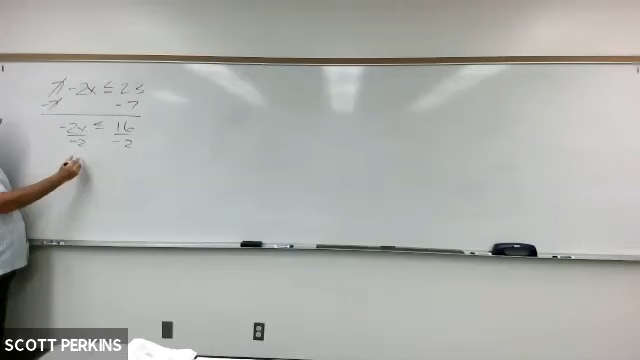 7 - 2x ≤ 23
-7 -7
-2x ≤ 16
-2 -2
SCOTT PERKINS